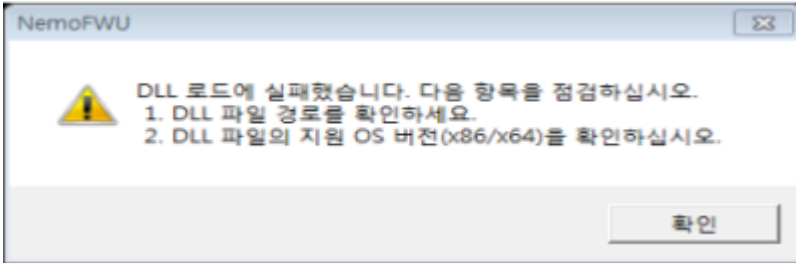 NemoFWU
DLL 로드에 실패했습니다. 다음 항목을 점검하십시오.
1. DLL 파일 경로를 확인하세요.
2. DLL 파일의 지원 OS 버전(x86/x64)을 확인하십시오.
확인